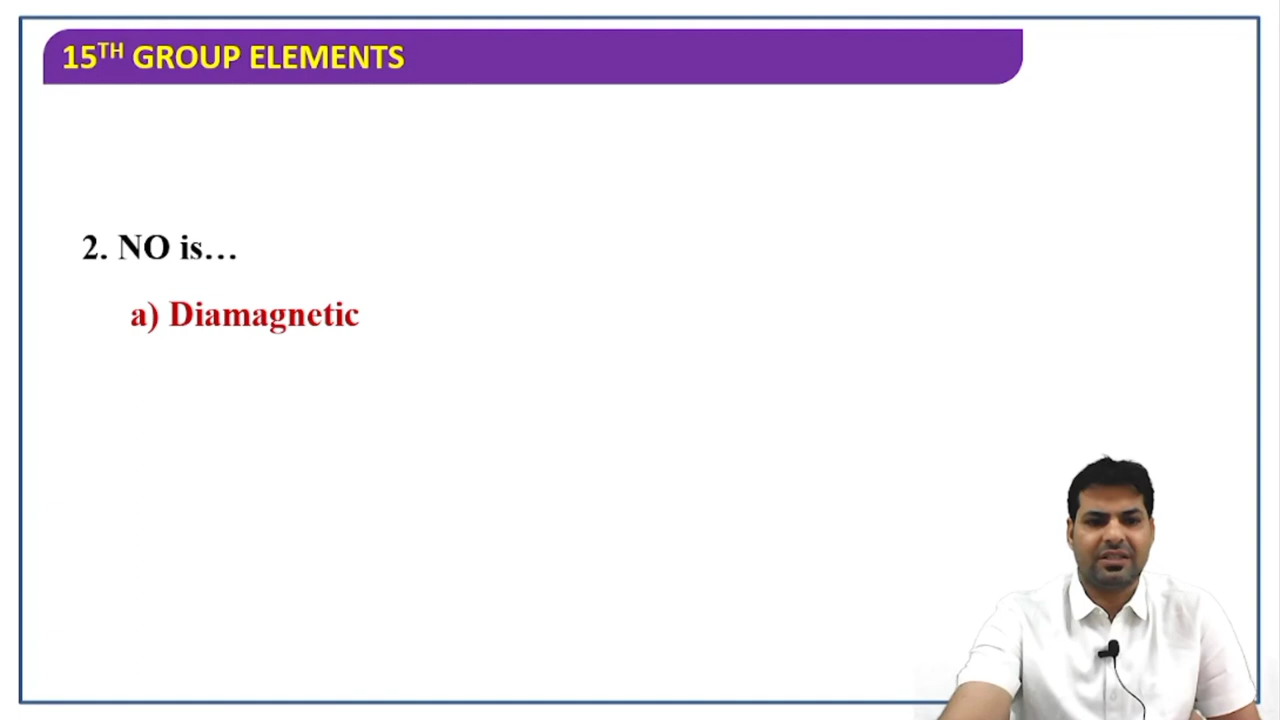 15TH GROUP ELEMENTS
2. NO is…
a) Diamagnetic